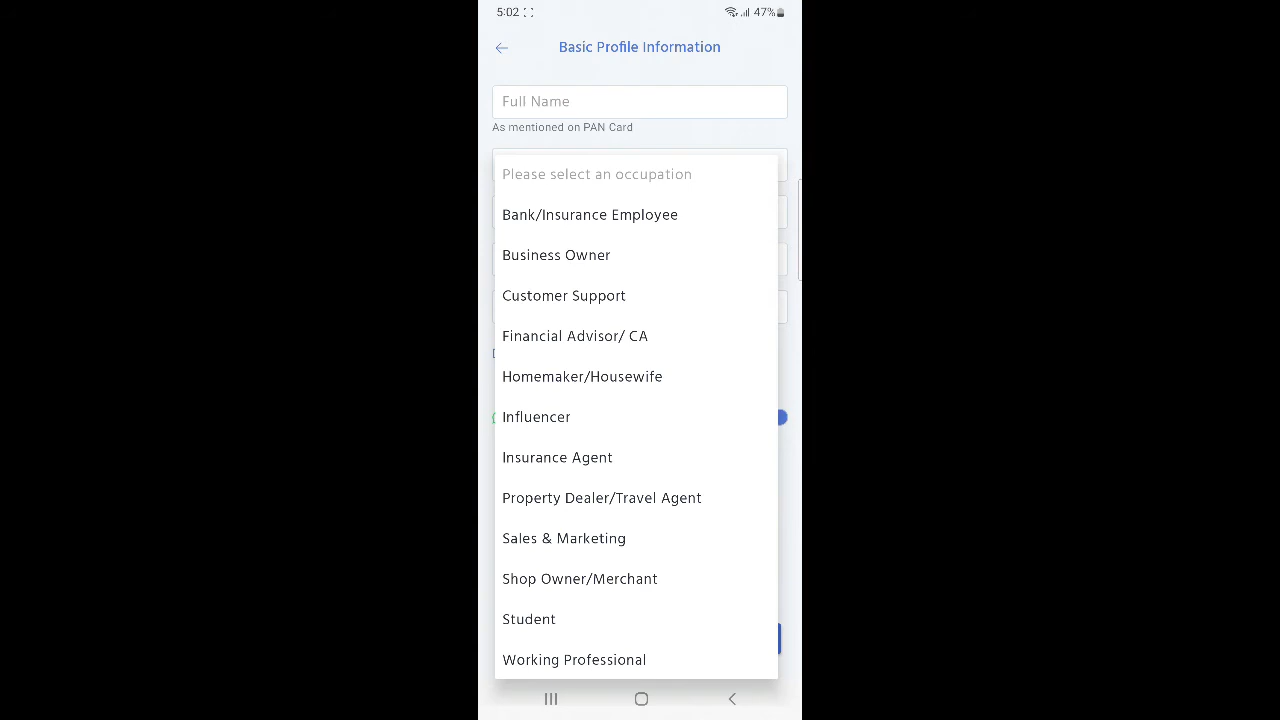 5:02
47%
Basic Profile Information
Full Name
As mentioned on PAN Card
Please select an occupation
Bank/Insurance Employee
Business Owner
Customer Support
Financial Advisor/ CA
Homemaker/Housewife
Influencer
Insurance Agent
Property Dealer/Travel Agent
Sales & Marketing
Shop Owner/Merchant
Student
Working Professional